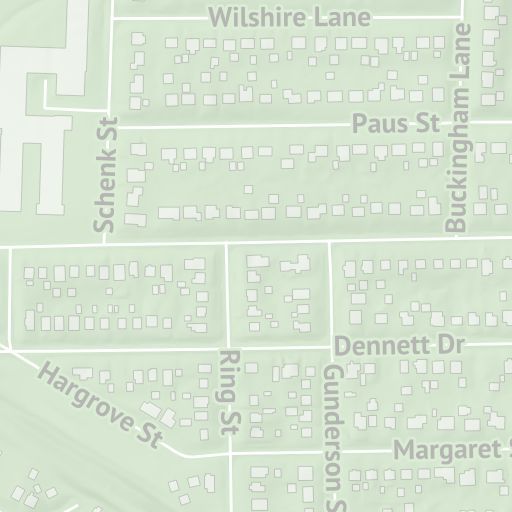 Wilshire Lane
Buckingham Lane
Paus St
Schenk St
Dennett Dr
Ring St
Hargrove St
Gunderson S
Margaret S